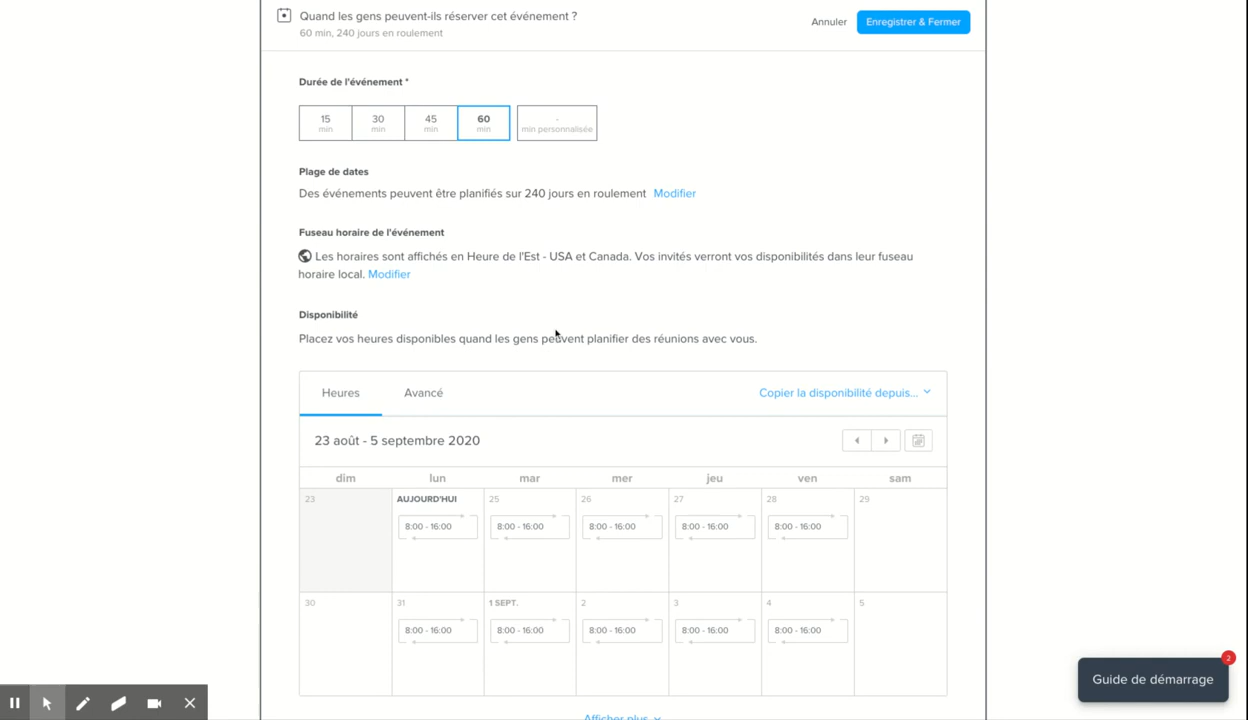 Quand les gens peuvent-ils réserver cet événement ?
60 min, 240 jours en roulement
Annuler
Enregistrer & Fermer
Durée de l'événement *
15 min
30 min
45 min
60 min
- min personnalisée
Plage de dates
Des événements peuvent être planifiés sur 240 jours en roulement Modifier
Fuseau horaire de l'événement
Les horaires sont affichés en Heure de l'Est - USA et Canada. Vos invités verront vos disponibilités dans leur fuseau
horaire local. Modifier
Disponibilité
Placez vos heures disponibles quand les gens peuvent planifier des réunions avec vous.
Heures
Avancé
Copier la disponibilité depuis...
23 août - 5 septembre 2020
dim lun mar mer jeu ven sam
23 AUJOURD'HUI 25 26 27 28 29
8:00 - 16:00 8:00 - 16:00 8:00 - 16:00 8:00 - 16:00 8:00 - 16:00
30 31 1 SEPT. 2 3 4 5
8:00 - 16:00 8:00 - 16:00 8:00 - 16:00 8:00 - 16:00 8:00 - 16:00
Afficher plus
2
Guide de démarrage